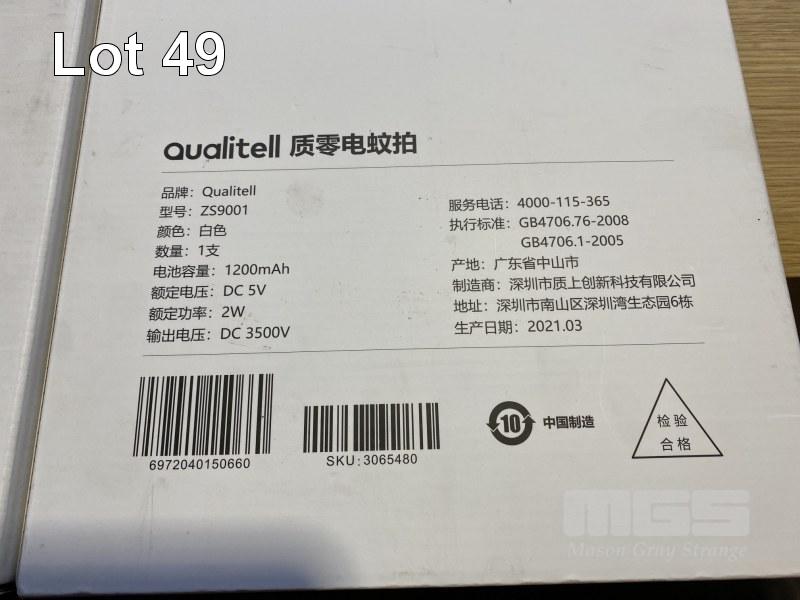 Lot 49
qualitell 质零电蚊拍
品牌：Qualitell
型号：ZS9001
颜色：白色
数量：1支
电池容量：1200mAh
额定电压：DC 5V
额定功率：2W
输出电压：DC 3500V
服务电话：4000-115-365
执行标准：GB4706.76-2008
GB4706.1-2005
产地：广东省中山市
制造商：深圳市质上创新科技有限公司
地址：深圳市南山区深圳湾生态园6栋
生产日期：2021.03
6972040150660
SKU:3065480
10
中国制造
检验
合格
MGS
Mason Gray Strange